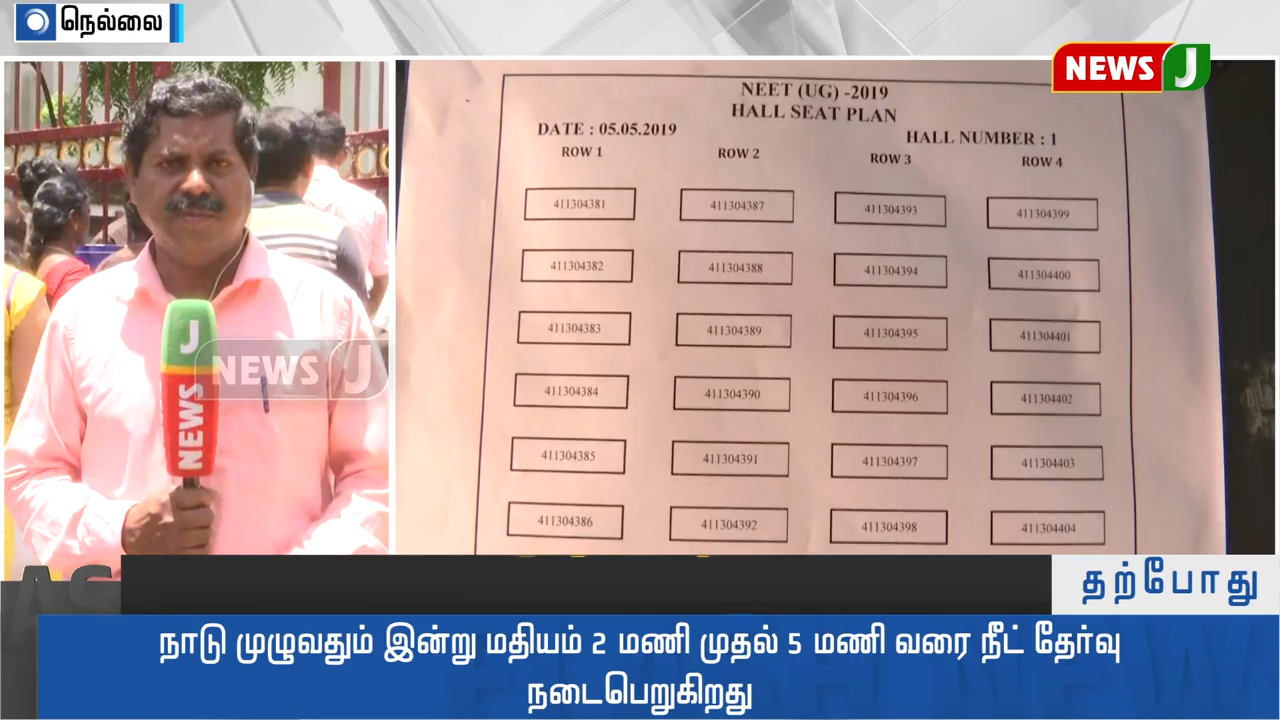 நெல்லை
NEWS J
NEET (UG) -2019
HALL SEAT PLAN
DATE : 05.05.2019 HALL NUMBER : 1
ROW 1 ROW 2 ROW 3 ROW 4
411304381 411304387 411304393 411304399
411304382 411304388 411304394 411304400
411304383 411304389 411304395 411304401
411304384 411304390 411304396 411304402
411304385 411304391 411304397 411304403
411304386 411304392 411304398 411304404
J NEWS
NEWS J
தற்போது
நாடு முழுவதும் இன்று மதியம் 2 மணி முதல் 5 மணி வரை நீட் தேர்வு
நடைபெறுகிறது